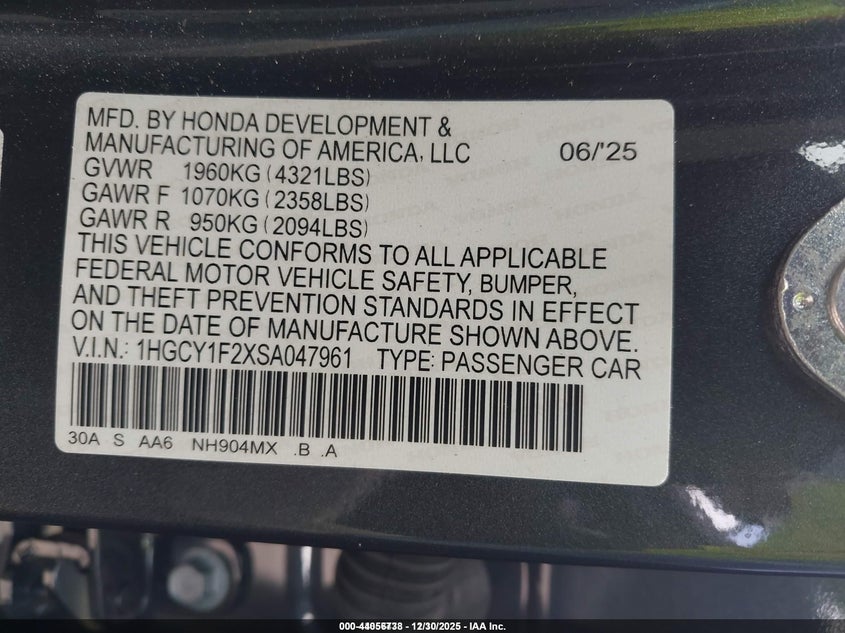 MFD. BY HONDA DEVELOPMENT &
MANUFACTURING OF AMERICA, LLC 06/'25
GVWR 1960KG (4321LBS)
GAWR F 1070KG (2358LBS)
GAWR R 950KG (2094LBS)
THIS VEHICLE CONFORMS TO ALL APPLICABLE
FEDERAL MOTOR VEHICLE SAFETY, BUMPER,
AND THEFT PREVENTION STANDARDS IN EFFECT
ON THE DATE OF MANUFACTURE SHOWN ABOVE.
V.I.N.: 1HGCY1F2XSA047961 TYPE: PASSENGER CAR
30A S AA6 NH904MX .B .A
12/30/2025 - IAA Inc.